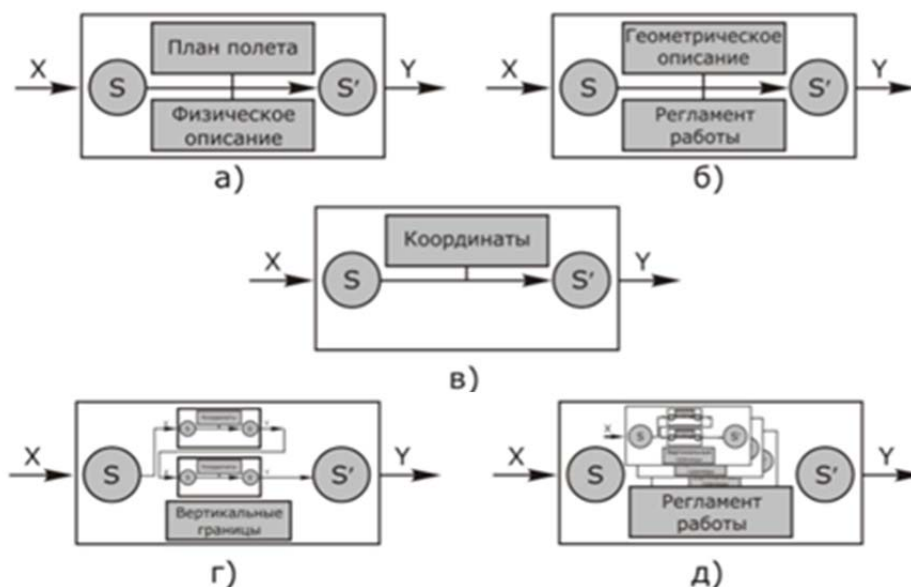 X
S
План полета
Физическое
описание
S'
Y
а)
X
S
Геометрическое
описание
Регламент
работы
S'
Y
б)
X
S
Координаты
S'
Y
в)
X
S
Вертикальные
границы
S'
Y
г)
X
S
X
S
S'
Регламент
работы
S'
Y
д)